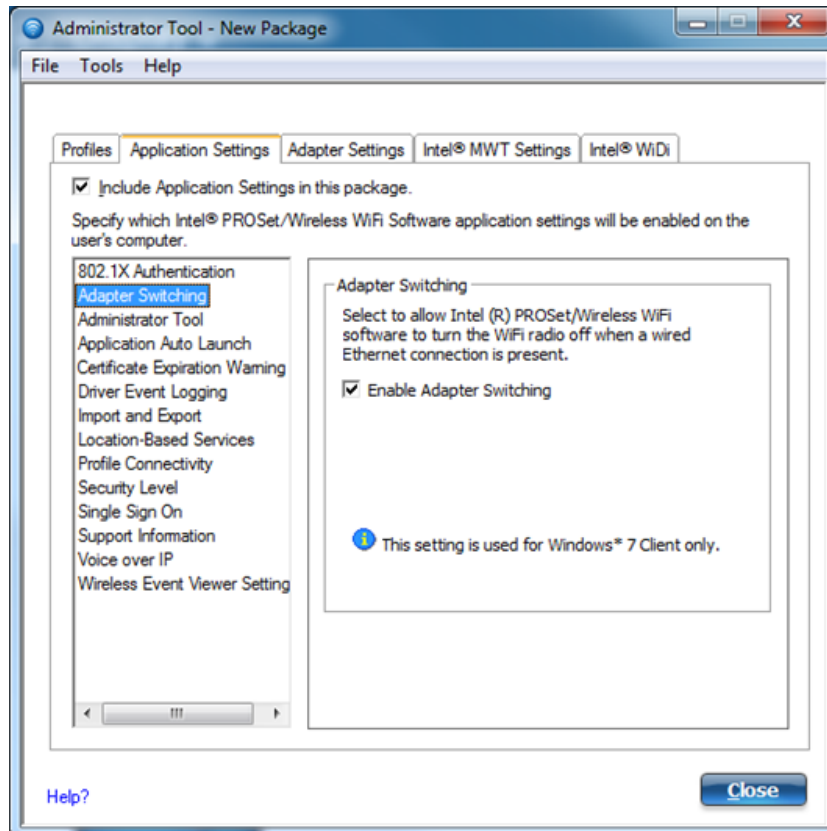 Administrator Tool - New Package
File Tools Help
Profiles Application Settings Adapter Settings Intel® MWT Settings Intel® WiDi
Include Application Settings in this package.
Specify which Intel® PROSet/Wireless WiFi Software application settings will be enabled on the
user's computer.
802.1X Authentication
Adapter Switching
Administrator Tool
Application Auto Launch
Certificate Expiration Warning
Driver Event Logging
Import and Export
Location-Based Services
Profile Connectivity
Security Level
Single Sign On
Support Information
Voice over IP
Wireless Event Viewer Setting
Adapter Switching
Select to allow Intel (R) PROSet/Wireless WiFi
software to turn the WiFi radio off when a wired
Ethernet connection is present.
Enable Adapter Switching
This setting is used for Windows* 7 Client only.
Help?
Close